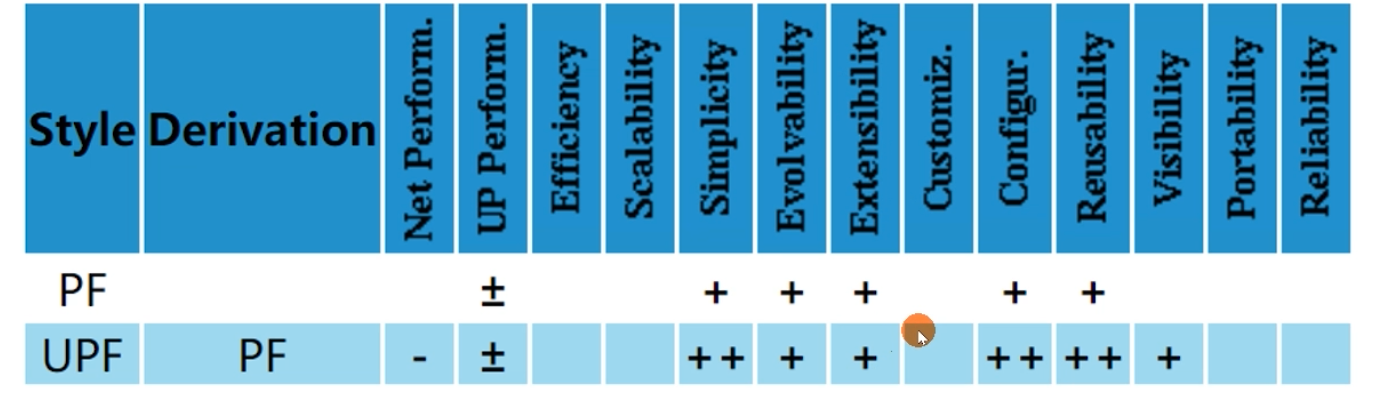 Style Derivation Net Perform. UP Perform. Efficiency Scalability Simplicity Evolvability Extensibility Customiz. Configur. Reusability Visibility Portability Reliability
PF ± + + + + +
UPF PF - ± ++ + + ++ ++ +